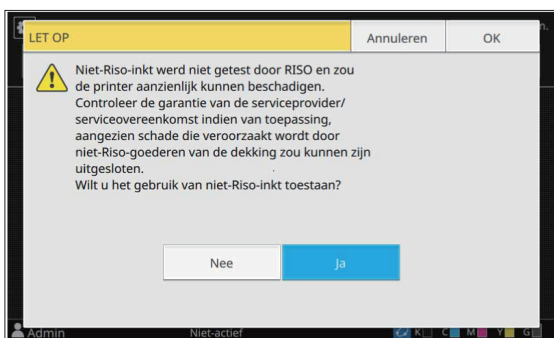 LET OP
Annuleren
OK
Niet-Riso-inkt werd niet getest door RISO en zou
de printer aanzienlijk kunnen beschadigen.
Controleer de garantie van de serviceprovider/
serviceovereenkomst indien van toepassing,
aangezien schade die veroorzaakt wordt door
niet-Riso-goederen van de dekking zou kunnen zijn
uitgesloten.
Wilt u het gebruik van niet-Riso-inkt toestaan?
Nee
Ja
Admin
Niet-actief
K C M Y G